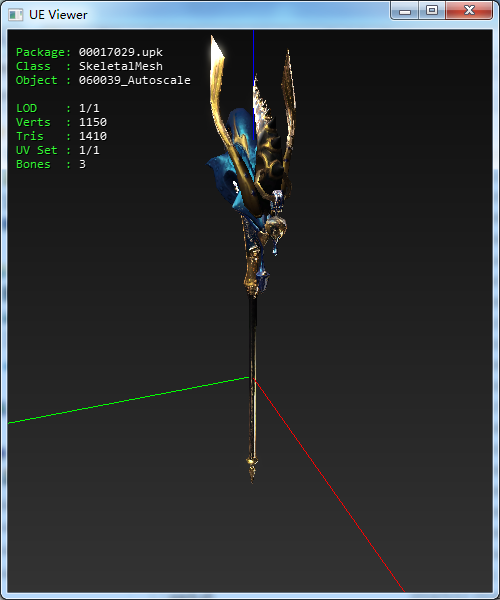 UE Viewer
Package: 00017029.upk
Class : SkeletalMesh
Object : 060039_Autoscale
LOD : 1/1
Verts : 1150
Tris : 1410
UV Set : 1/1
Bones : 3